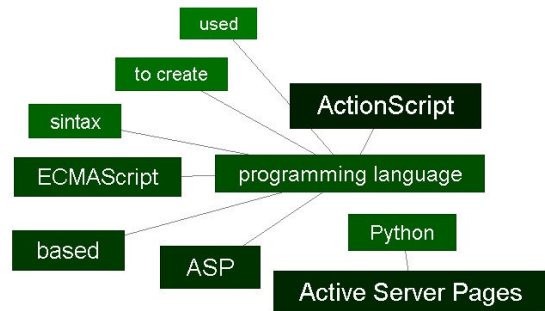 used
to create
ActionScript
sintax
ECMAScript
programming language
based
ASP
Python
Active Server Pages